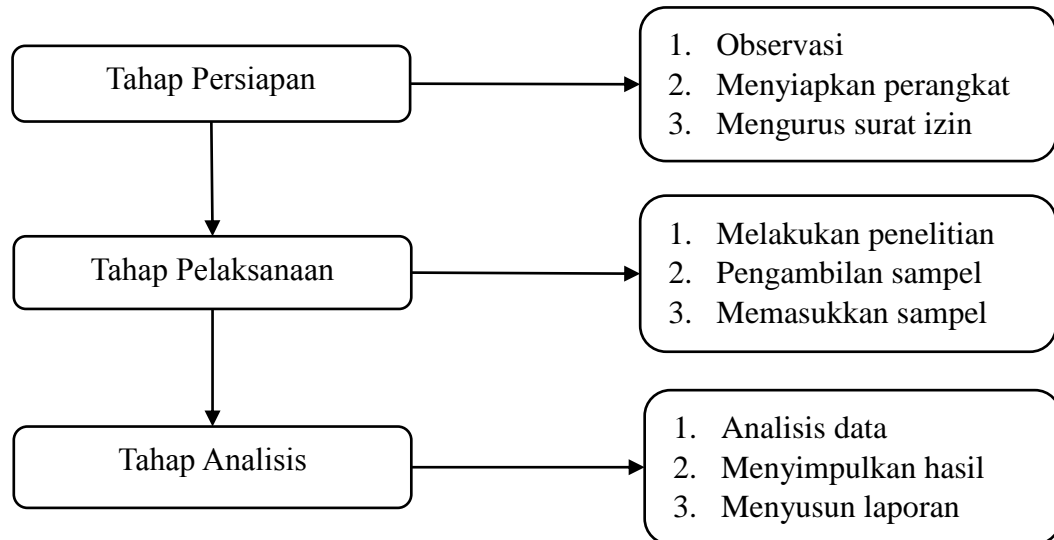 Tahap Persiapan
1. Observasi
2. Menyiapkan perangkat
3. Mengurus surat izin
Tahap Pelaksanaan
1. Melakukan penelitian
2. Pengambilan sampel
3. Memasukkan sampel
Tahap Analisis
1. Analisis data
2. Menyimpulkan hasil
3. Menyusun laporan